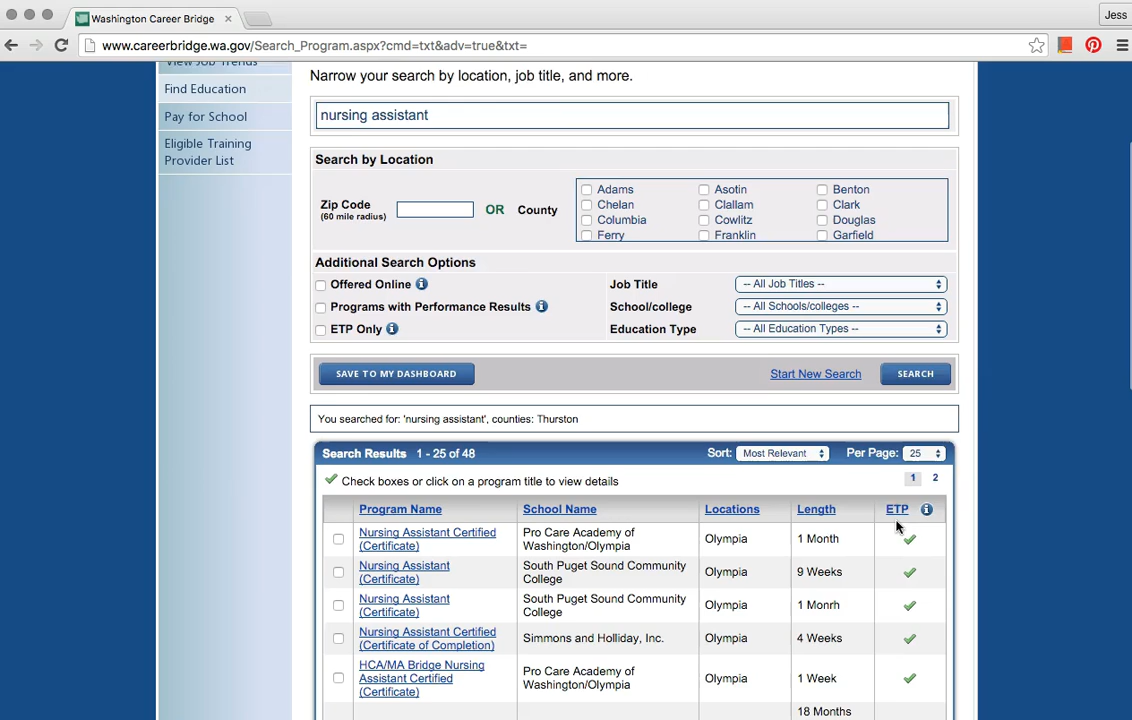 Washington Career Bridge
Jess
www.careerbridge.wa.gov/Search_Program.aspx?cmd=txt&adv=true&txt=
View Job Trends
Find Education
Pay for School
Eligible Training
Provider List
Narrow your search by location, job title, and more.
nursing assistant
Search by Location
Zip Code
(60 mile radius)
OR County
Adams Asotin Benton
Chelan Clallam Clark
Columbia Cowlitz Douglas
Ferry Franklin Garfield
Additional Search Options
Offered Online Job Title -- All Job Titles --
Programs with Performance Results School/college -- All Schools/colleges --
ETP Only Education Type -- All Education Types --
SAVE TO MY DASHBOARD Start New Search SEARCH
You searched for: 'nursing assistant', counties: Thurston
Search Results 1 - 25 of 48 Sort: Most Relevant Per Page: 25
Check boxes or click on a program title to view details 1 2
Program Name School Name Locations Length ETP
Nursing Assistant Certified
(Certificate)
Pro Care Academy of
Washington/Olympia
Olympia 1 Month
Nursing Assistant
(Certificate)
South Puget Sound Community
College
Olympia 9 Weeks
Nursing Assistant
(Certificate)
South Puget Sound Community
College
Olympia 1 Monrh
Nursing Assistant Certified
(Certificate of Completion)
Simmons and Holliday, Inc.
Olympia 4 Weeks
HCA/MA Bridge Nursing
Assistant Certified
(Certificate)
Pro Care Academy of
Washington/Olympia
Olympia 1 Week
18 Months